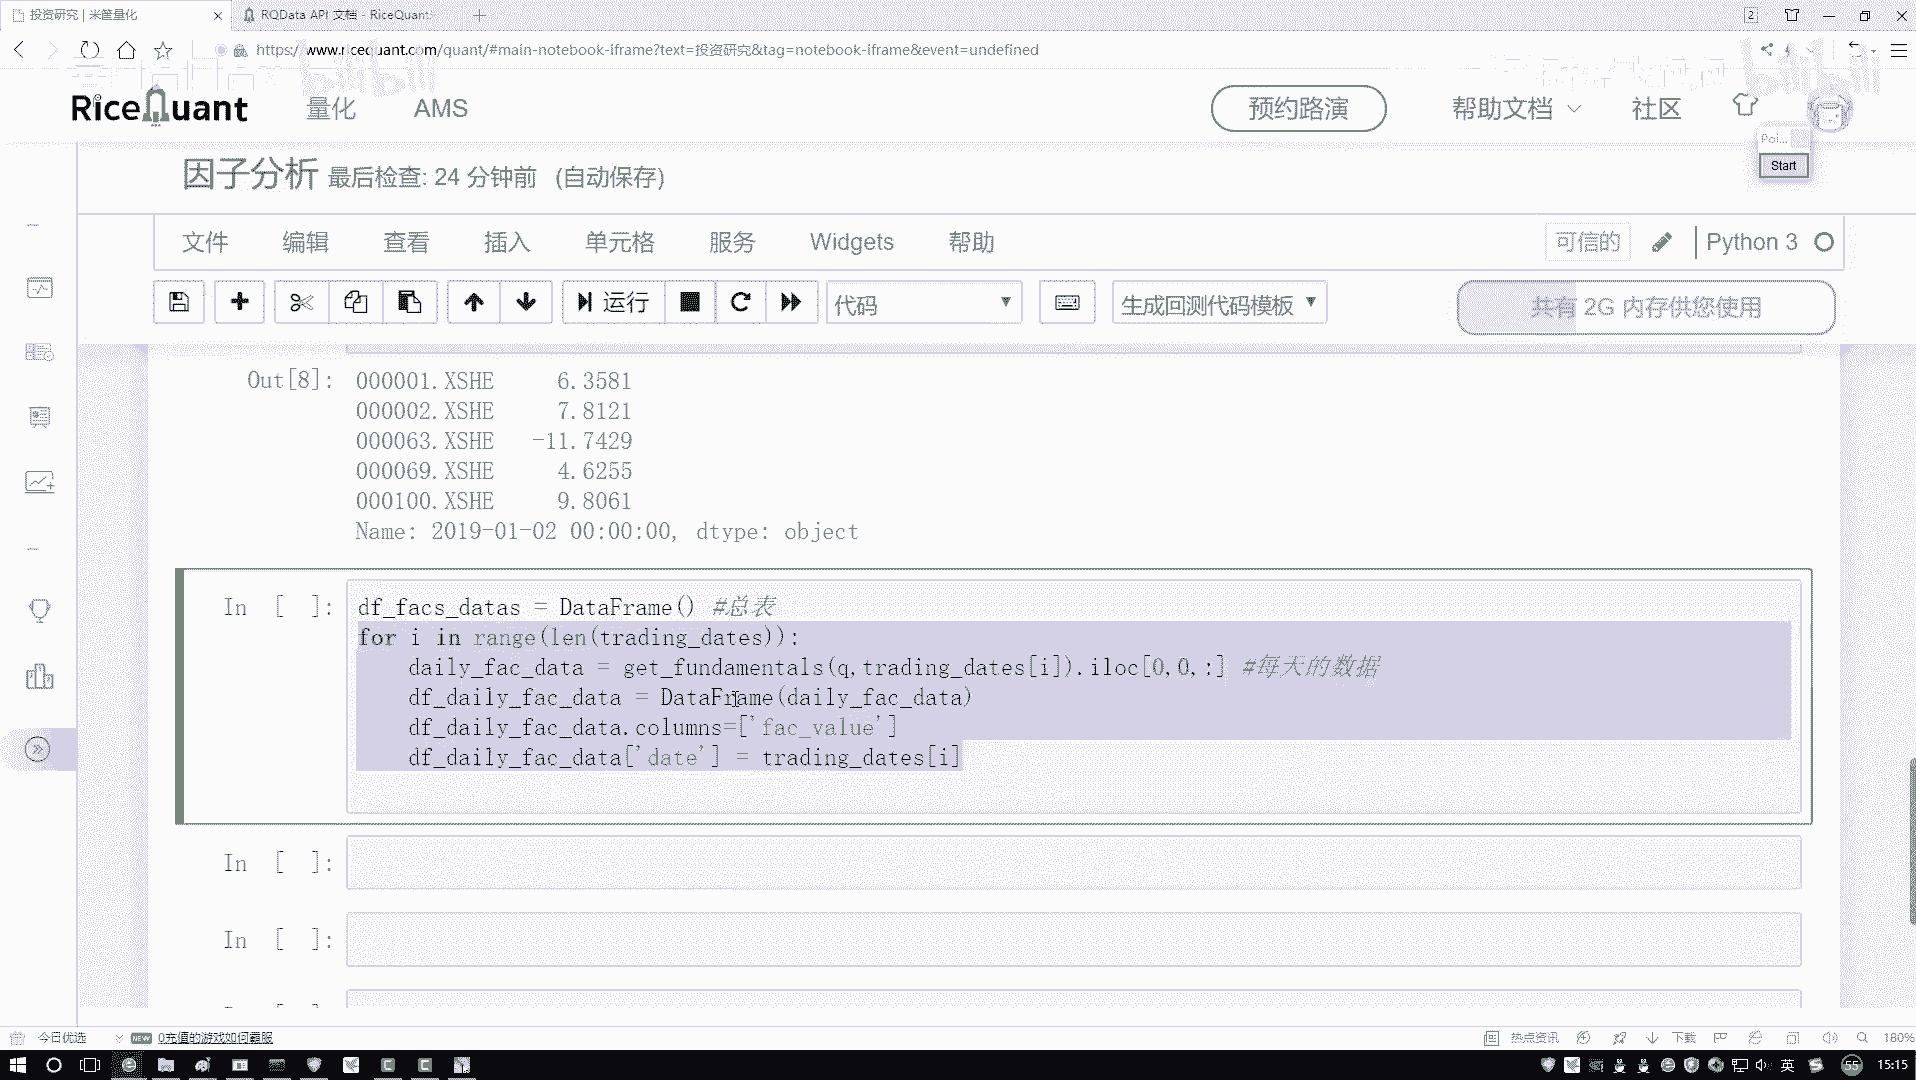 投资研究 | 米筐量化
RQData API 文档 - RiceQuant
2
https://www.ricequant.com/quant/#main-notebook-iframe?text=投资研究&tag=notebook-iframe&event=undefined
bilibili
bilibili
RiceQuant 量化 AMS 预约路演 帮助文档 社区
Poi...
Start
因子分析 最后检查: 24 分钟前 (自动保存)
文件 编辑 查看 插入 单元格 服务 Widgets 帮助 可信的 Python 3
运行 代码 生成回测代码模板 共有 2G 内存供您使用
Out[8]: 000001.XSHE 6.3581
000002.XSHE 7.8121
000063.XSHE -11.7429
000069.XSHE 4.6255
000100.XSHE 9.8061
Name: 2019-01-02 00:00:00, dtype: object
In [ ]: df_facs_datas = DataFrame() #总表
for i in range(len(trading_dates)):
daily_fac_data = get_fundamentals(q,trading_dates[i]).iloc[0,0,:] #每天的数据
df_daily_fac_data = DataFrame(daily_fac_data)
df_daily_fac_data.columns=['fac_value']
df_daily_fac_data['date'] = trading_dates[i]
In [ ]:
In [ ]:
今日优选 NEW 0充值的游戏如何霸服 热点资讯 下载 180%
英 55 15:15